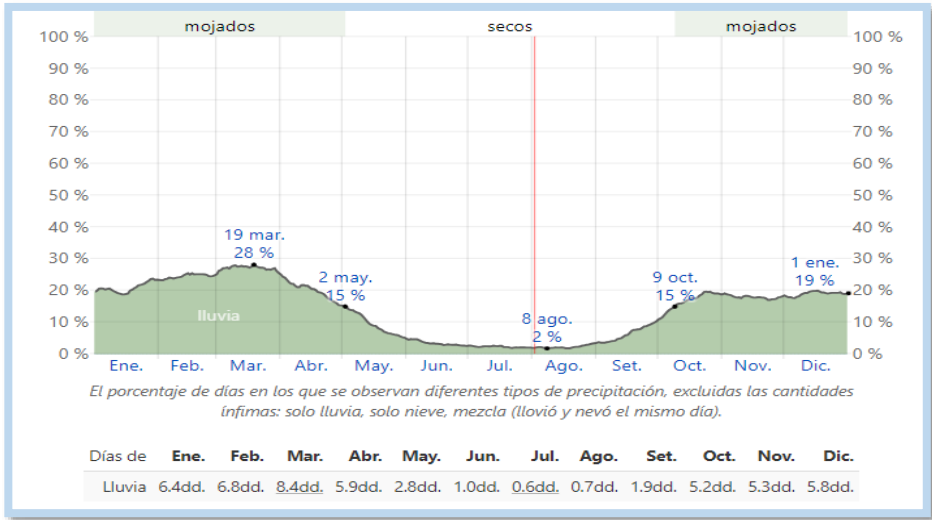 mojados secos mojados
100 % 100 %
90 % 90 %
80 % 80 %
70 % 70 %
60 % 60 %
50 % 50 %
40 % 40 %
19 mar.
28 %
30 % 30 %
1 ene.
19 %
2 may.
15 %
9 oct.
15 %
20 % 20 %
lluvia
10 % 10 %
8 ago.
2 %
0 % 0 %
Ene. Feb. Mar. Abr. May. Jun. Jul. Ago. Set. Oct. Nov. Dic.
El porcentaje de días en los que se observan diferentes tipos de precipitación, excluidas las cantidades
ínfimas: solo lluvia, solo nieve, mezcla (llovió y nevó el mismo día).
Días de Ene. Feb. Mar. Abr. May. Jun. Jul. Ago. Set. Oct. Nov. Dic.
Lluvia 6.4dd. 6.8dd. 8.4dd. 5.9dd. 2.8dd. 1.0dd. 0.6dd. 0.7dd. 1.9dd. 5.2dd. 5.3dd. 5.8dd.